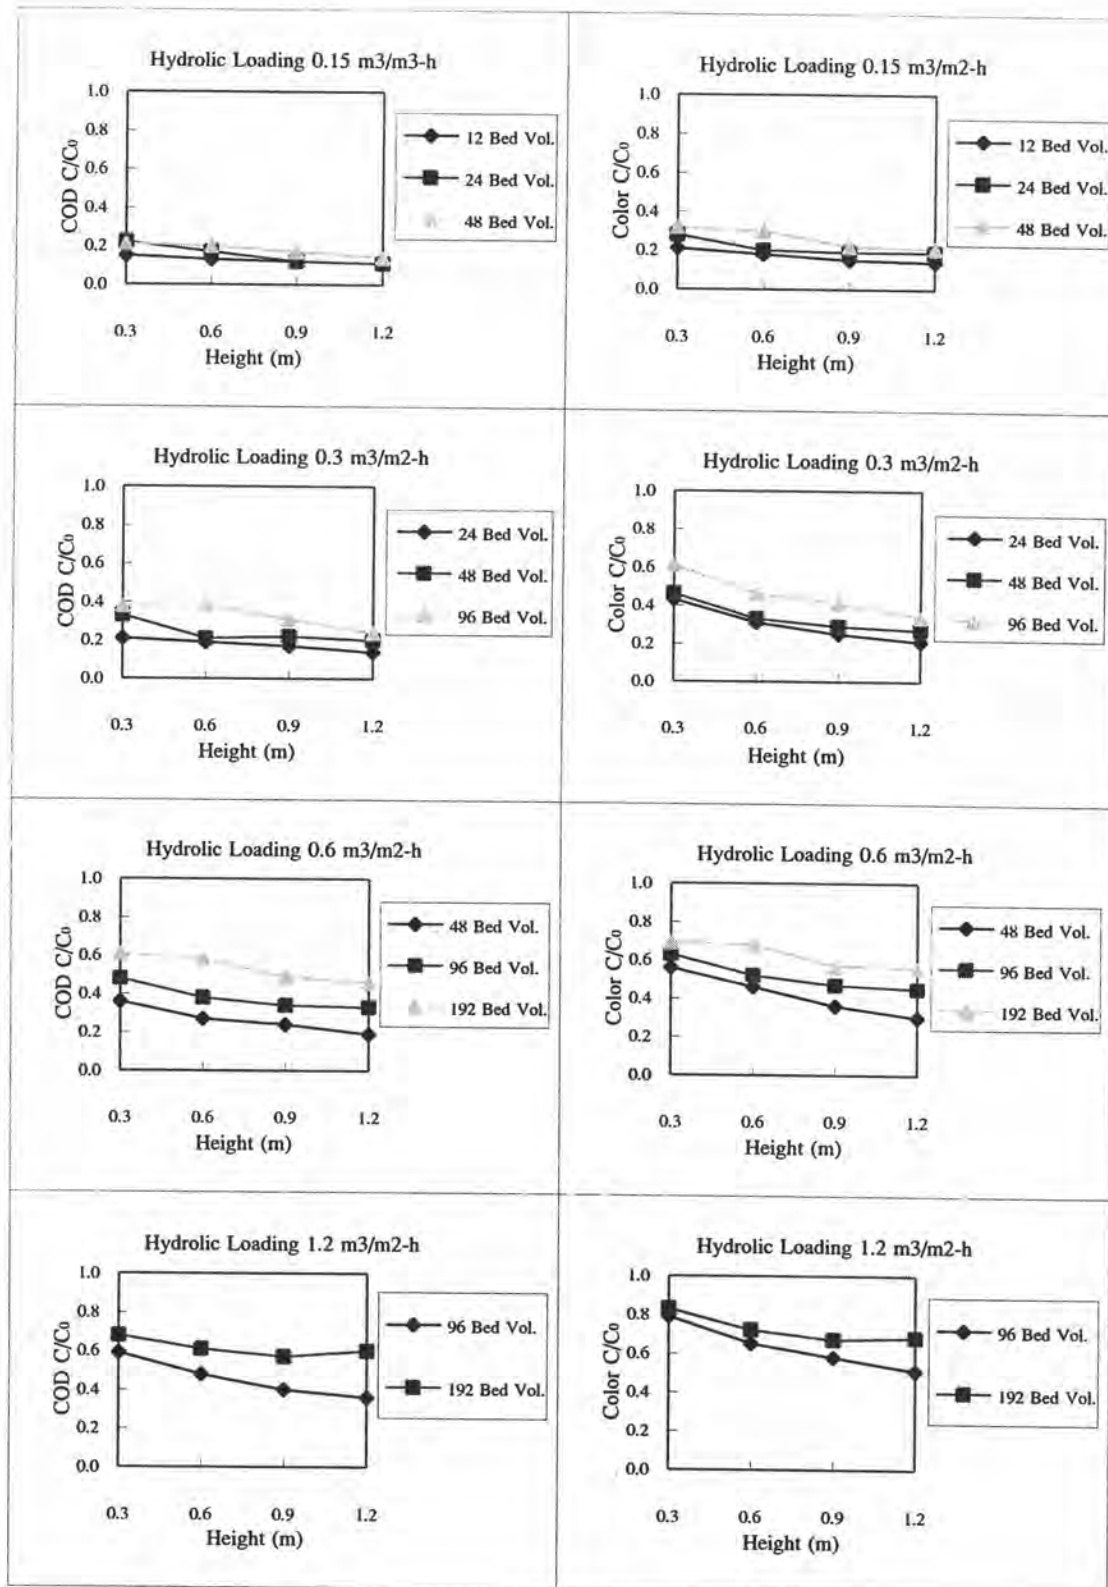 Hydrolic Loading 0.15 m3/m3-h
1.0
0.8
0.6
0.4
0.2
0.0
COD C/C0
0.3 0.6 0.9 1.2
Height (m)
12 Bed Vol.
24 Bed Vol.
48 Bed Vol.
Hydrolic Loading 0.15 m3/m2-h
1.0
0.8
0.6
0.4
0.2
0.0
Color C/C0
0.3 0.6 0.9 1.2
Height (m)
12 Bed Vol.
24 Bed Vol.
48 Bed Vol.
Hydrolic Loading 0.3 m3/m2-h
1.0
0.8
0.6
0.4
0.2
0.0
COD C/C0
0.3 0.6 0.9 1.2
Height (m)
24 Bed Vol.
48 Bed Vol.
96 Bed Vol.
Hydrolic Loading 0.3 m3/m2-h
1.0
0.8
0.6
0.4
0.2
0.0
Color C/C0
0.3 0.6 0.9 1.2
Height (m)
24 Bed Vol.
48 Bed Vol.
96 Bed Vol.
Hydrolic Loading 0.6 m3/m2-h
1.0
0.8
0.6
0.4
0.2
0.0
COD C/C0
0.3 0.6 0.9 1.2
Height (m)
48 Bed Vol.
96 Bed Vol.
192 Bed Vol.
Hydrolic Loading 0.6 m3/m2-h
1.0
0.8
0.6
0.4
0.2
0.0
Color C/C0
0.3 0.6 0.9 1.2
Height (m)
48 Bed Vol.
96 Bed Vol.
192 Bed Vol.
Hydrolic Loading 1.2 m3/m2-h
1.0
0.8
0.6
0.4
0.2
0.0
COD C/C0
0.3 0.6 0.9 1.2
Height (m)
96 Bed Vol.
192 Bed Vol.
Hydrolic Loading 1.2 m3/m2-h
1.0
0.8
0.6
0.4
0.2
0.0
Color C/C0
0.3 0.6 0.9 1.2
Height (m)
96 Bed Vol.
192 Bed Vol.